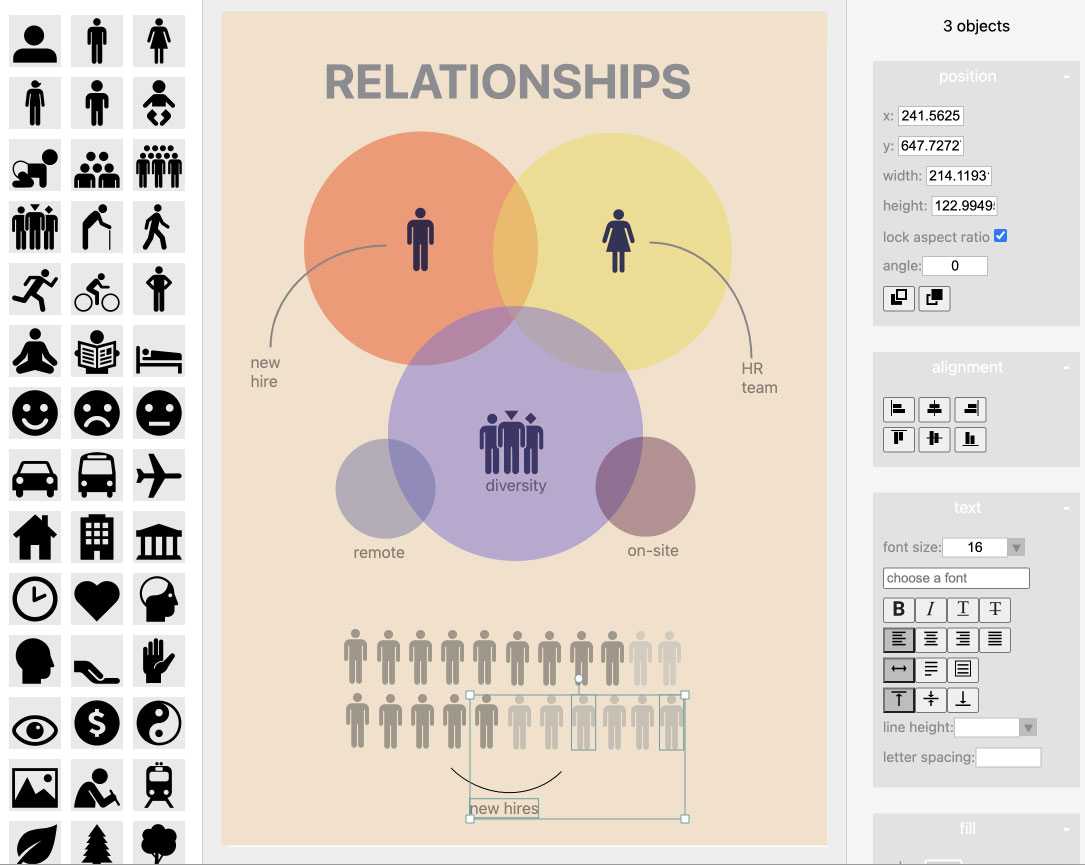 3 objects
RELATIONSHIPS
position -
x: 241.5625
y: 647.7272
width: 214.1193
height: 122.9949
lock aspect ratio
angle: 0
new
hire
HR
team
alignment -
diversity
remote
on-site
text -
font size: 16
choose a font
B I T T
line height:
letter spacing:
new hires
fill -